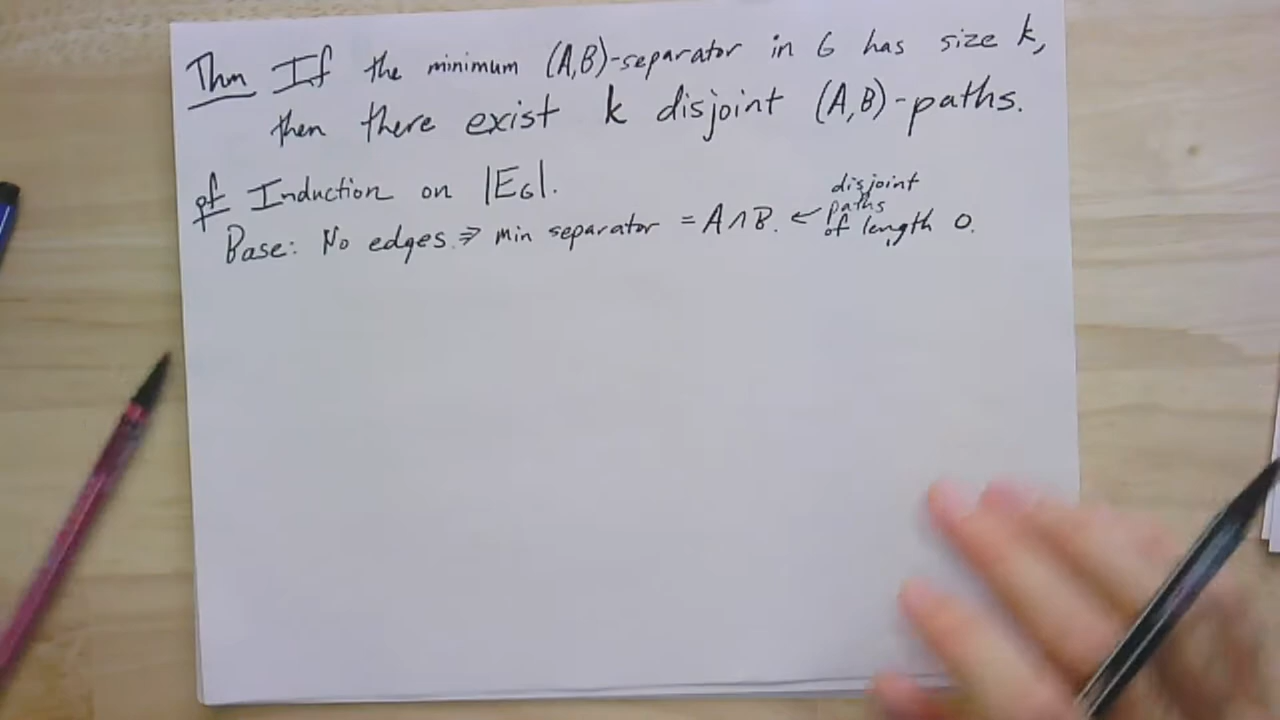 Thm If the minimum (A,B)-separator in G has size k,
then there exist k disjoint (A,B)-paths.
pf Induction on |E_G|.
Base: No edges. ⇒ min separator = A∩B. ← disjoint
paths
of length 0.